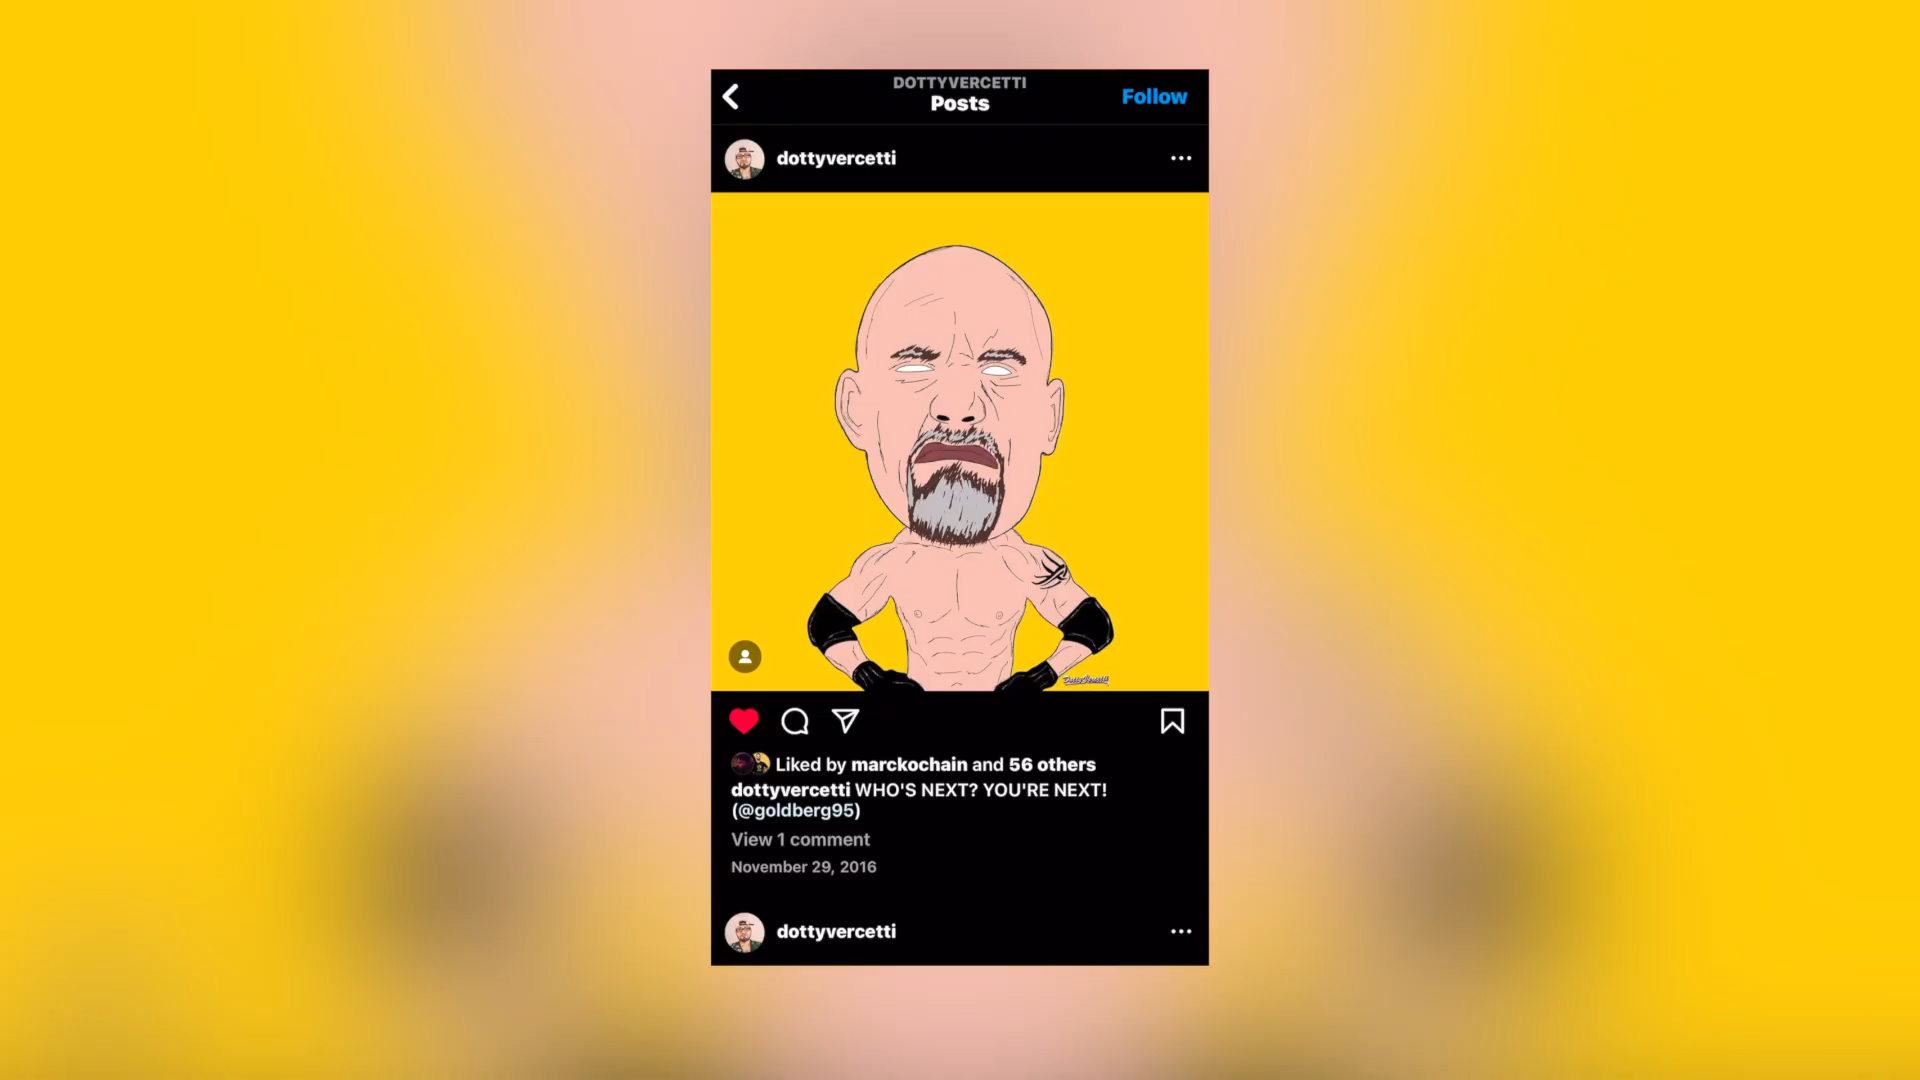 DOTTYVERCETTI
Posts
Follow
dottyvercetti
Liked by marckochain and 56 others
dottyvercetti WHO'S NEXT? YOU'RE NEXT!
(@goldberg95)
View 1 comment
November 29, 2016
dottyvercetti